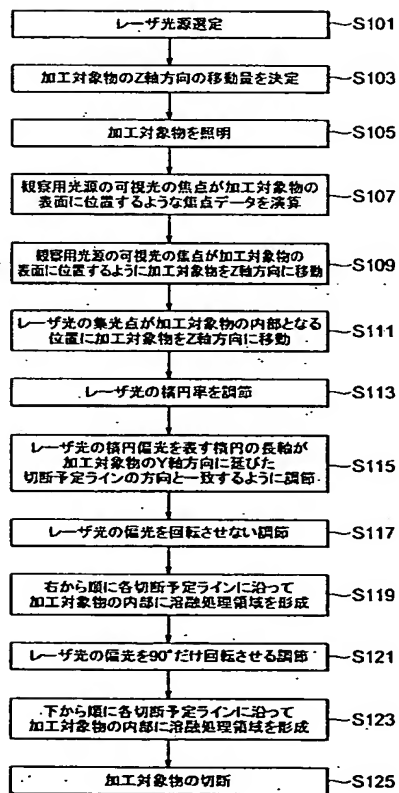 レーザ光源選定
S101
加工対象物のZ軸方向の移動量を決定
S103
加工対象物を照明
S105
観察用光源の可視光の焦点が加工対象物の
表面に位置するような焦点データを演算
S107
観察用光源の可視光の焦点が加工対象物の
表面に位置するように加工対象物をZ軸方向に移動
S109
レーザ光の集光点が加工対象物の内部となる
位置に加工対象物をZ軸方向に移動
S111
レーザ光の楕円率を調節
S113
レーザ光の楕円偏光を表す楕円の長軸が
加工対象物のY軸方向に延びた
切断予定ラインの方向と一致するように調節
S115
レーザ光の偏光を回転させない調節
S117
右から順に各切断予定ラインに沿って
加工対象物の内部に溶融処理領域を形成
S119
レーザ光の偏光を90°だけ回転させる調節
S121
下から順に各切断予定ラインに沿って
加工対象物の内部に溶融処理領域を形成
S123
加工対象物の切断
S125